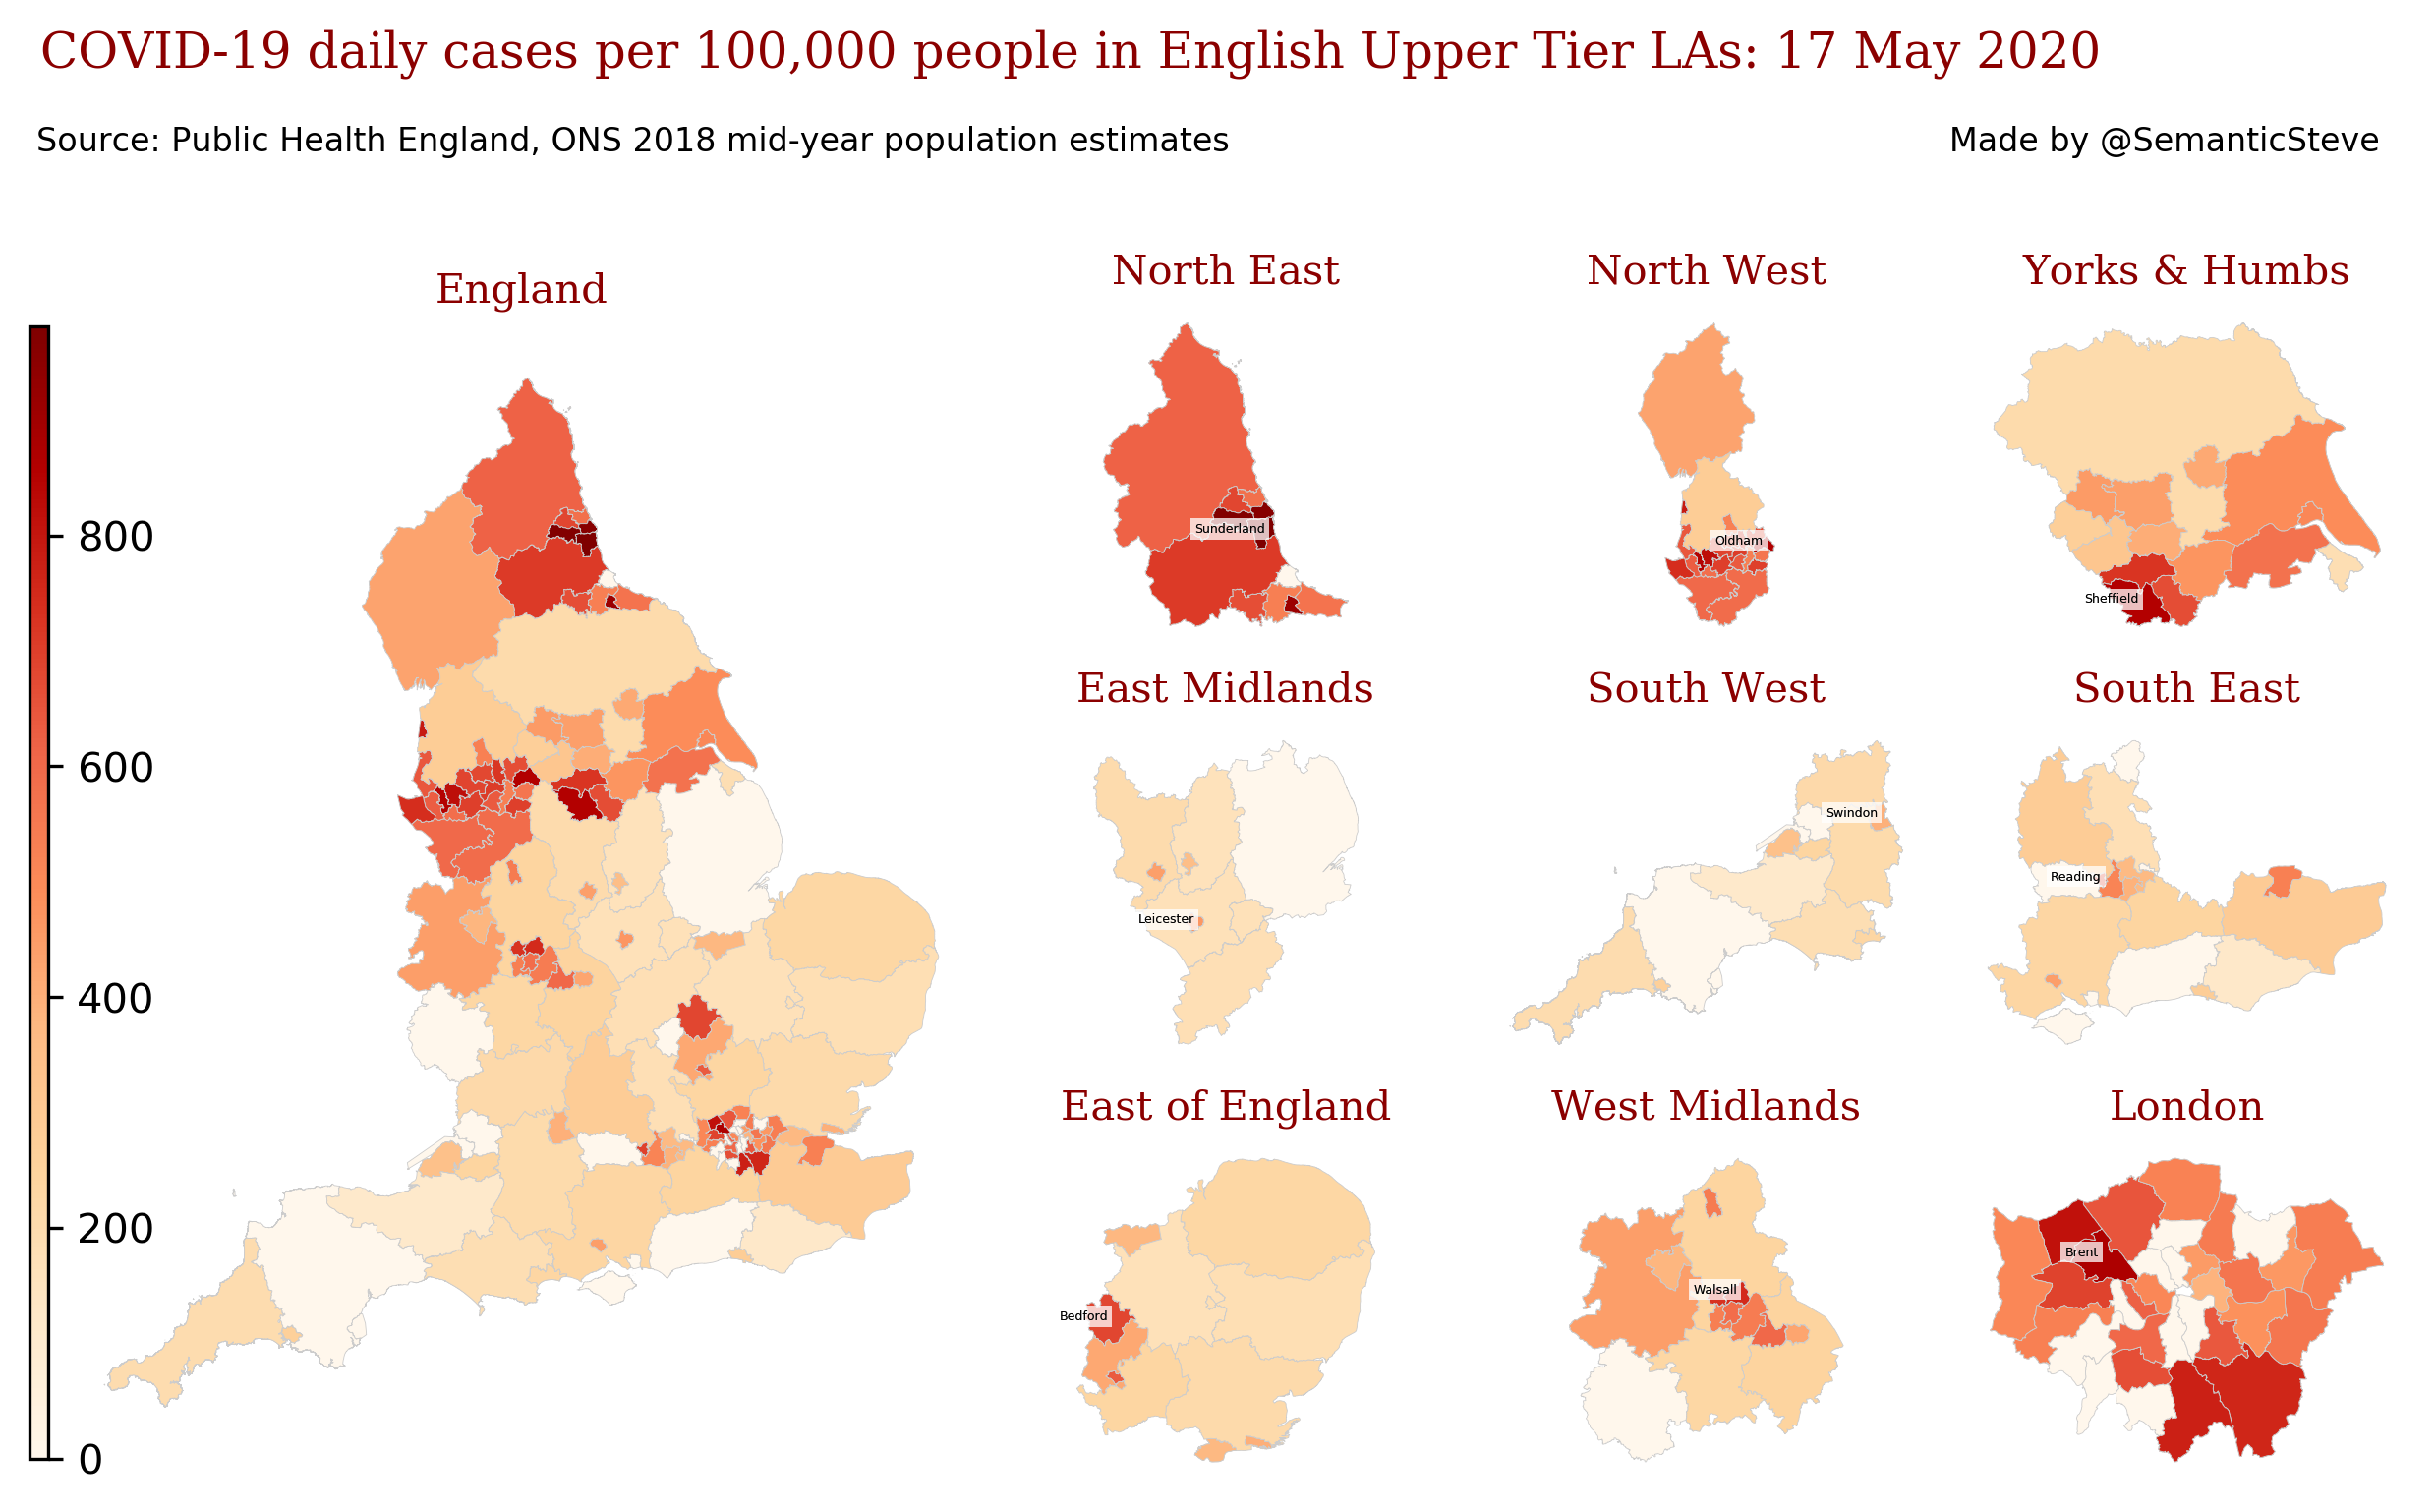 COVID-19 daily cases per 100,000 people in English Upper Tier LAs: 17 May 2020
Source: Public Health England, ONS 2018 mid-year population estimates
Made by @SemanticSteve
England
800
600
400
200
0
North East
Sunderland
North West
Oldham
Yorks & Humbs
Sheffield
East Midlands
Leicester
South West
Swindon
South East
Reading
East of England
Bedford
West Midlands
Walsall
London
Brent